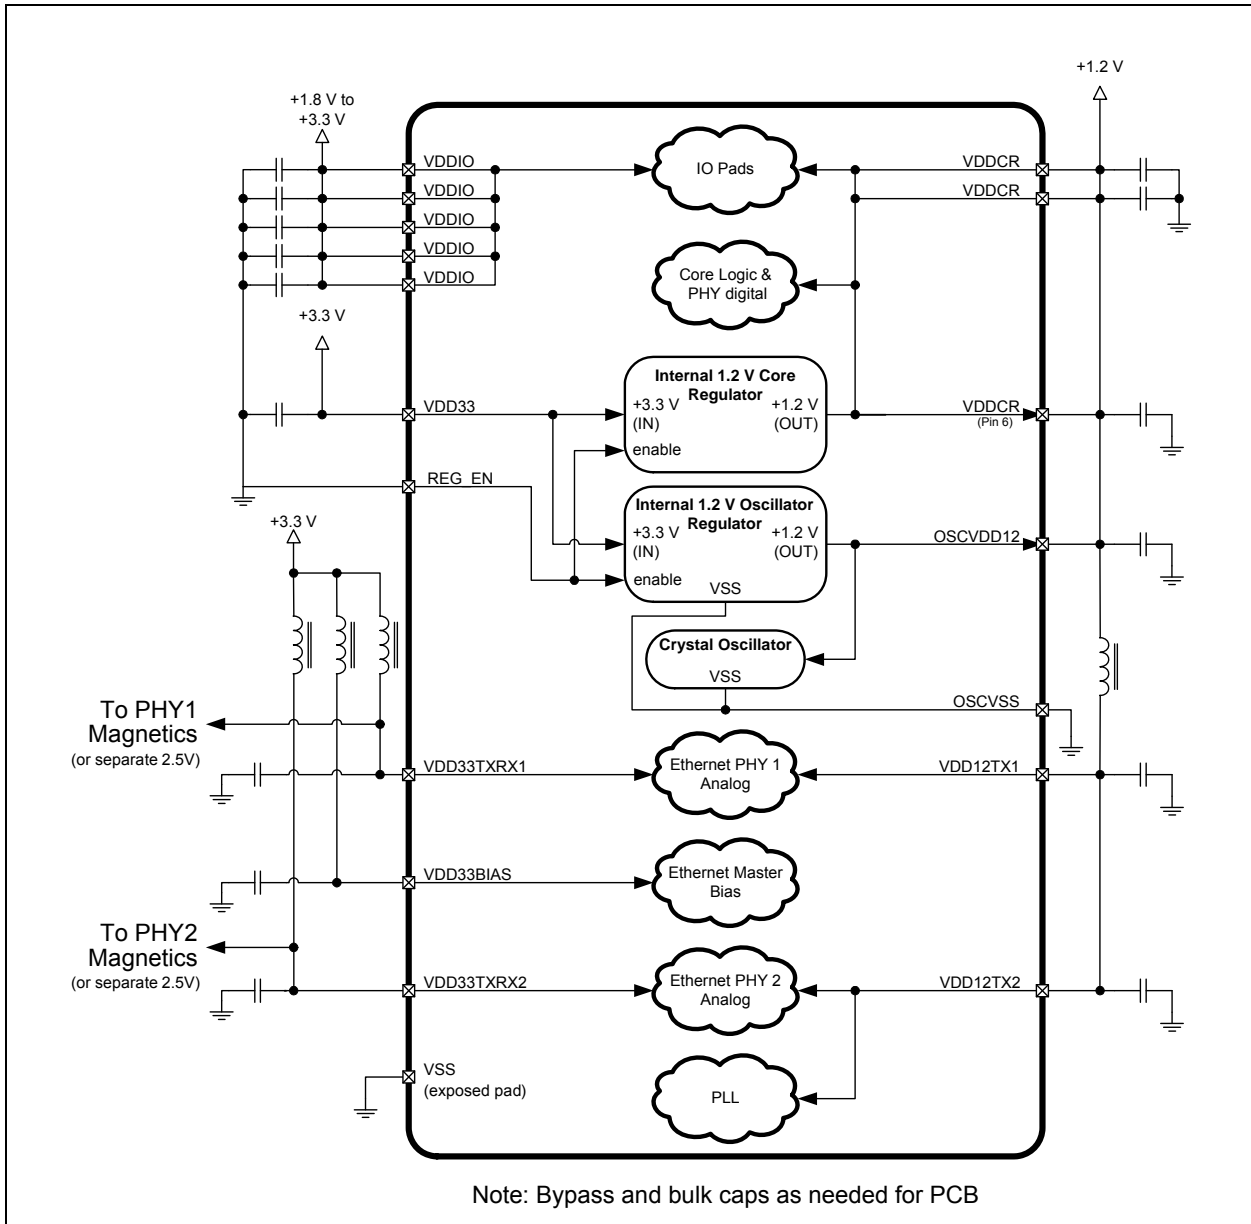 +1.2 V
+1.8 V to
+3.3 V
VDDIO
IO Pads
VDDCR
VDDIO
VDDCR
VDDIO
VDDIO
Core Logic &
PHY digital
VDDIO
+3.3 V
Internal 1.2 V Core
Regulator
+3.3 V
(IN)
+1.2 V
(OUT)
enable
VDD33
VDDCR
(Pin 6)
REG_EN
Internal 1.2 V Oscillator
Regulator
+3.3 V
(IN)
+1.2 V
(OUT)
enable
VSS
+3.3 V
OSCVDD12
Crystal Oscillator
VSS
OSCVSS
To PHY1
Magnetics
(or separate 2.5V)
VDD33TXRX1
Ethernet PHY 1
Analog
VDD12TX1
VDD33BIAS
Ethernet Master
Bias
To PHY2
Magnetics
(or separate 2.5V)
VDD33TXRX2
Ethernet PHY 2
Analog
VDD12TX2
VSS
(exposed pad)
PLL
Note: Bypass and bulk caps as needed for PCB